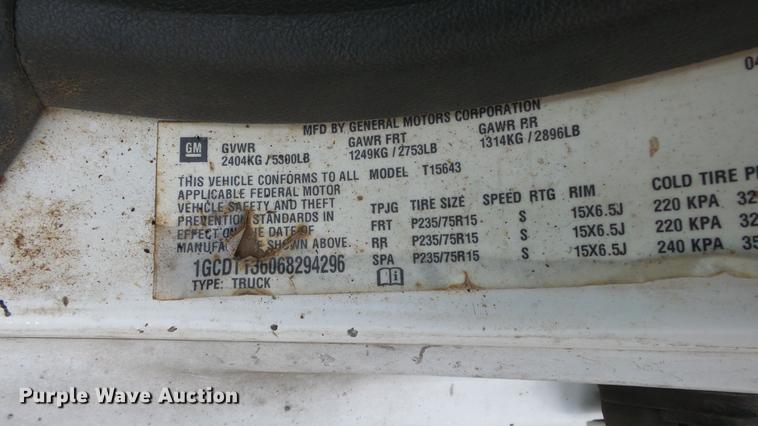 04
MFD BY GENERAL MOTORS CORPORATION
GM
GVWR GAWR FRT GAWR RR
2404KG/5300LB 1249KG/2753LB 1314KG/2896LB
THIS VEHICLE CONFORMS TO ALL MODEL T15643
APPLICABLE FEDERAL MOTOR
VEHICLE SAFETY AND THEFT TPJG TIRE SIZE SPEED RTG RIM COLD TIRE
PREVENTION STANDARDS IN FRT P235/75R15 S 15X6.5J 220 KPA 32
EFFECT ON THE DATE OF RR P235/75R15 S 15X6.5J 220 KPA 32
MANUFACTURE SHOWN ABOVE. SPA P235/75R15 S 15X6.5J 240 KPA 35
1GCDT136068294296
TYPE: TRUCK
Purple Wave Auction